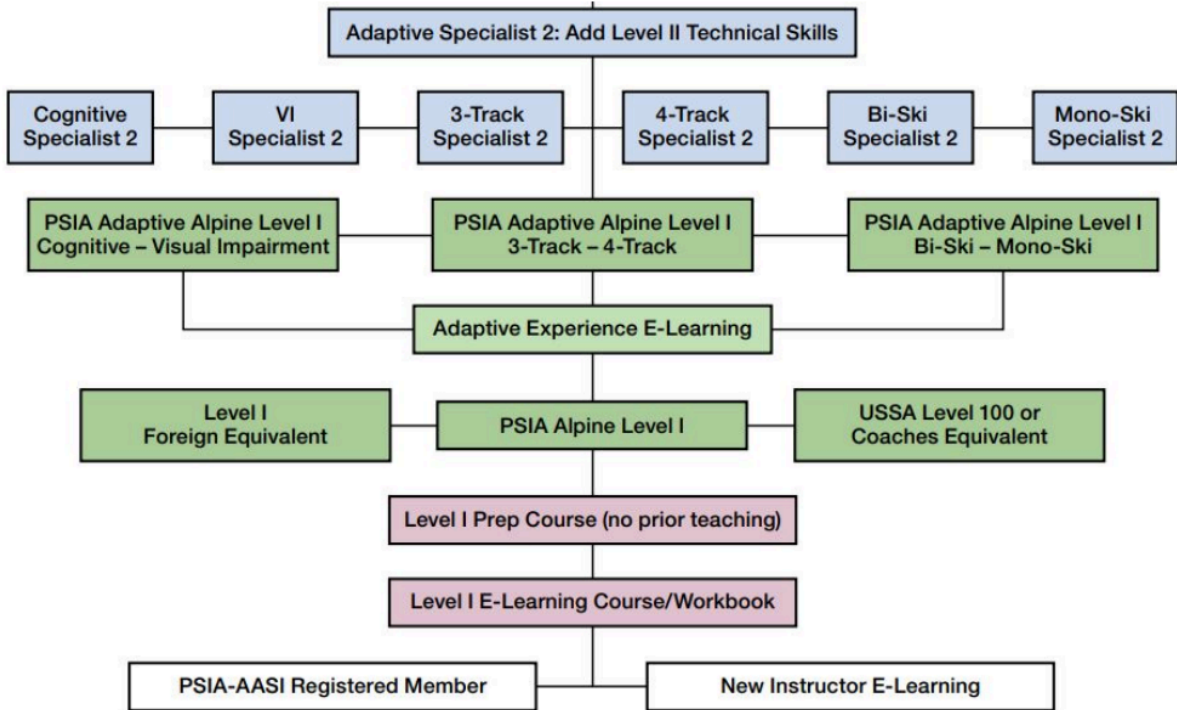 Adaptive Specialist 2: Add Level II Technical Skills
Cognitive
Specialist 2
VI
Specialist 2
3-Track
Specialist 2
4-Track
Specialist 2
Bi-Ski
Specialist 2
Mono-Ski
Specialist 2
PSIA Adaptive Alpine Level I
Cognitive – Visual Impairment
PSIA Adaptive Alpine Level I
3-Track – 4-Track
PSIA Adaptive Alpine Level I
Bi-Ski – Mono-Ski
Adaptive Experience E-Learning
Level I
Foreign Equivalent
PSIA Alpine Level I
USSA Level 100 or
Coaches Equivalent
Level I Prep Course (no prior teaching)
Level I E-Learning Course/Workbook
PSIA-AASI Registered Member
New Instructor E-Learning